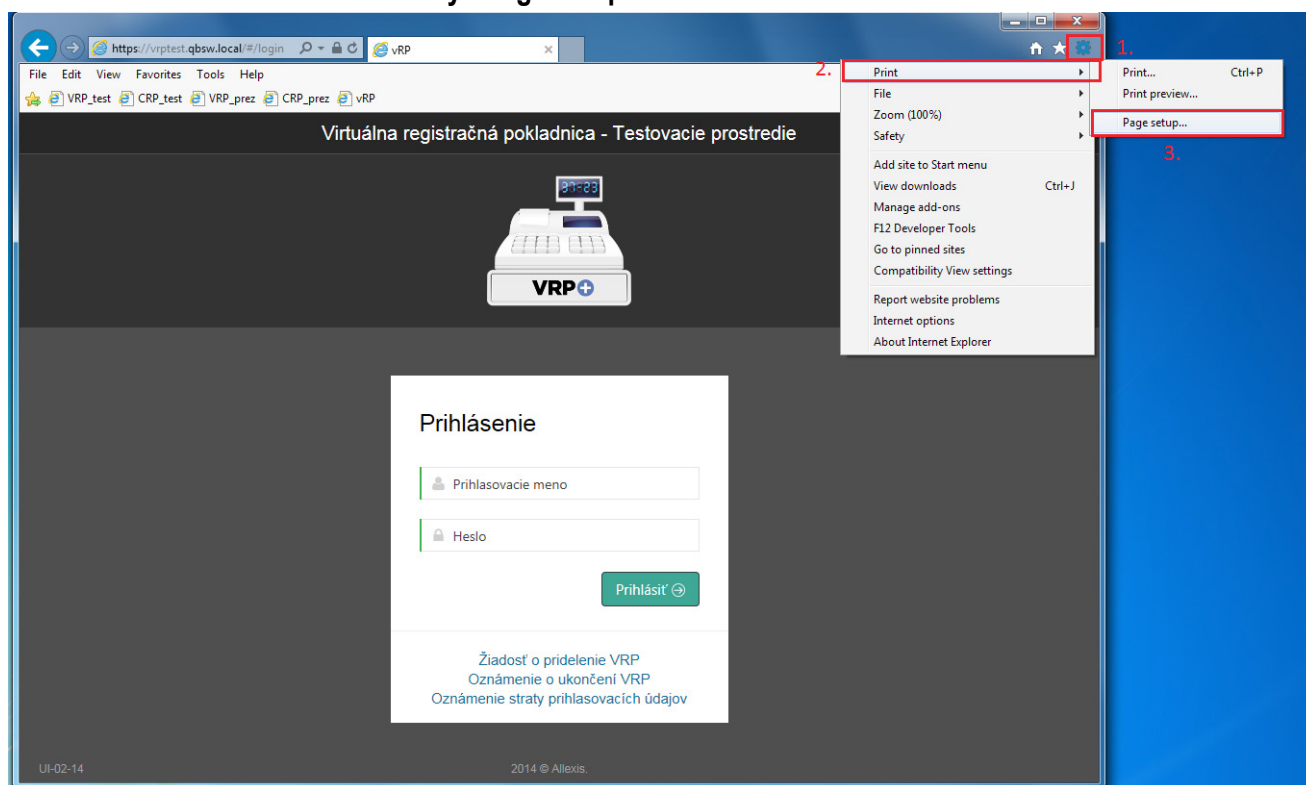 https://vrptest.qbsw.local/#/login
vRP
1.
File Edit View Favorites Tools Help
VRP_test CRP_test VRP_prez CRP_prez vRP
2.
Print
File
Zoom (100%)
Safety
Add site to Start menu
View downloads Ctrl+J
Manage add-ons
F12 Developer Tools
Go to pinned sites
Compatibility View settings
Report website problems
Internet options
About Internet Explorer
Print... Ctrl+P
Print preview...
Page setup...
3.
Virtuálna registračná pokladnica - Testovacie prostredie
VRP
Prihlásenie
Prihlasovacie meno
Heslo
Prihlásiť
Žiadosť o pridelenie VRP
Oznámenie o ukončení VRP
Oznámenie straty prihlasovacích údajov
UI-02-14
2014 © Allexis.